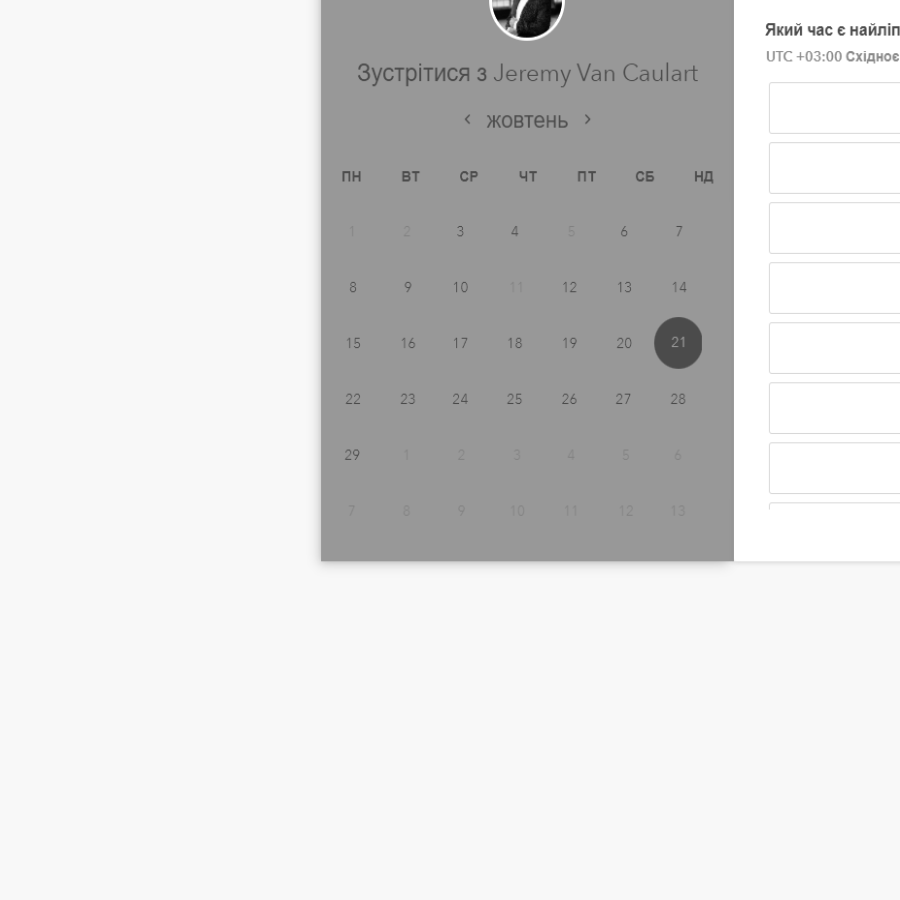 Зустрітися з Jeremy Van Caulart
жовтень
ПН ВТ СР ЧТ ПТ СБ НД
1 2 3 4 5 6 7
8 9 10 11 12 13 14
15 16 17 18 19 20 21
22 23 24 25 26 27 28
29 1 2 3 4 5 6
7 8 9 10 11 12 13
Який час є
UTC +03:00 Східноє